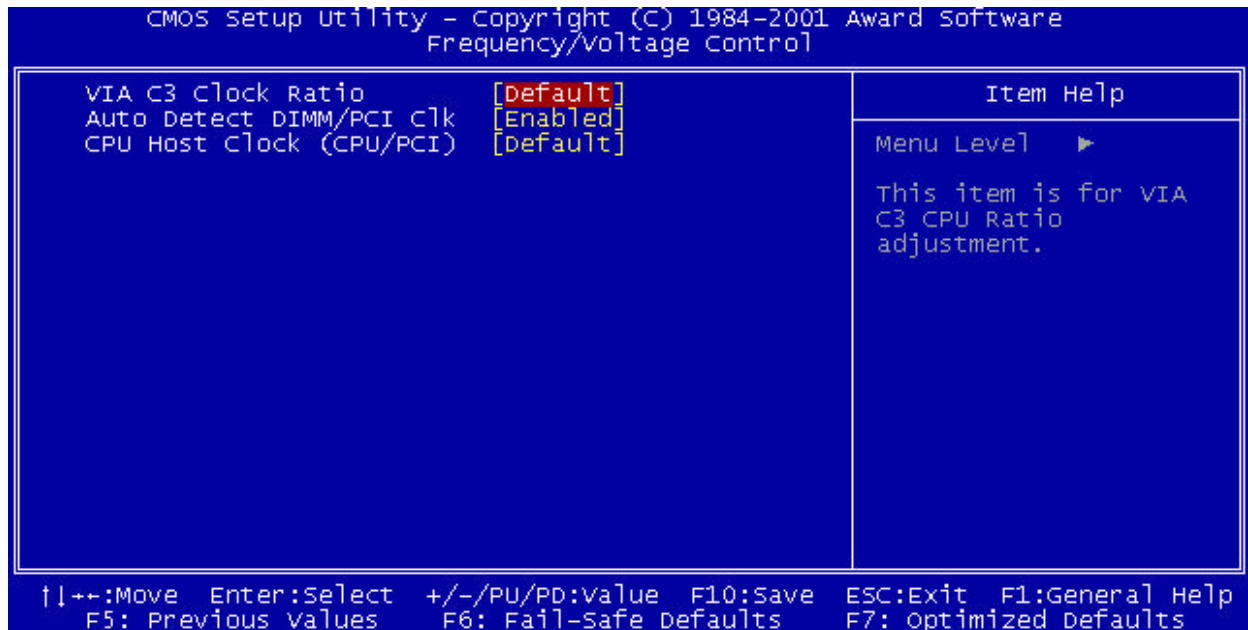 CMOS Setup Utility – Copyright (C) 1984–2001 Award Software
Frequency/Voltage Control
VIA C3 Clock Ratio [Default]
Auto Detect DIMM/PCI Clk [Enabled]
CPU Host Clock (CPU/PCI) [Default]
Item Help
Menu Level ►
This item is for VIA
C3 CPU Ratio
adjustment.
↑↓←←:Move Enter:Select +/-/PU/PD:Value F10:Save ESC:Exit F1:General Help
F5: Previous Values F6: Fail-Safe Defaults F7: Optimized Defaults